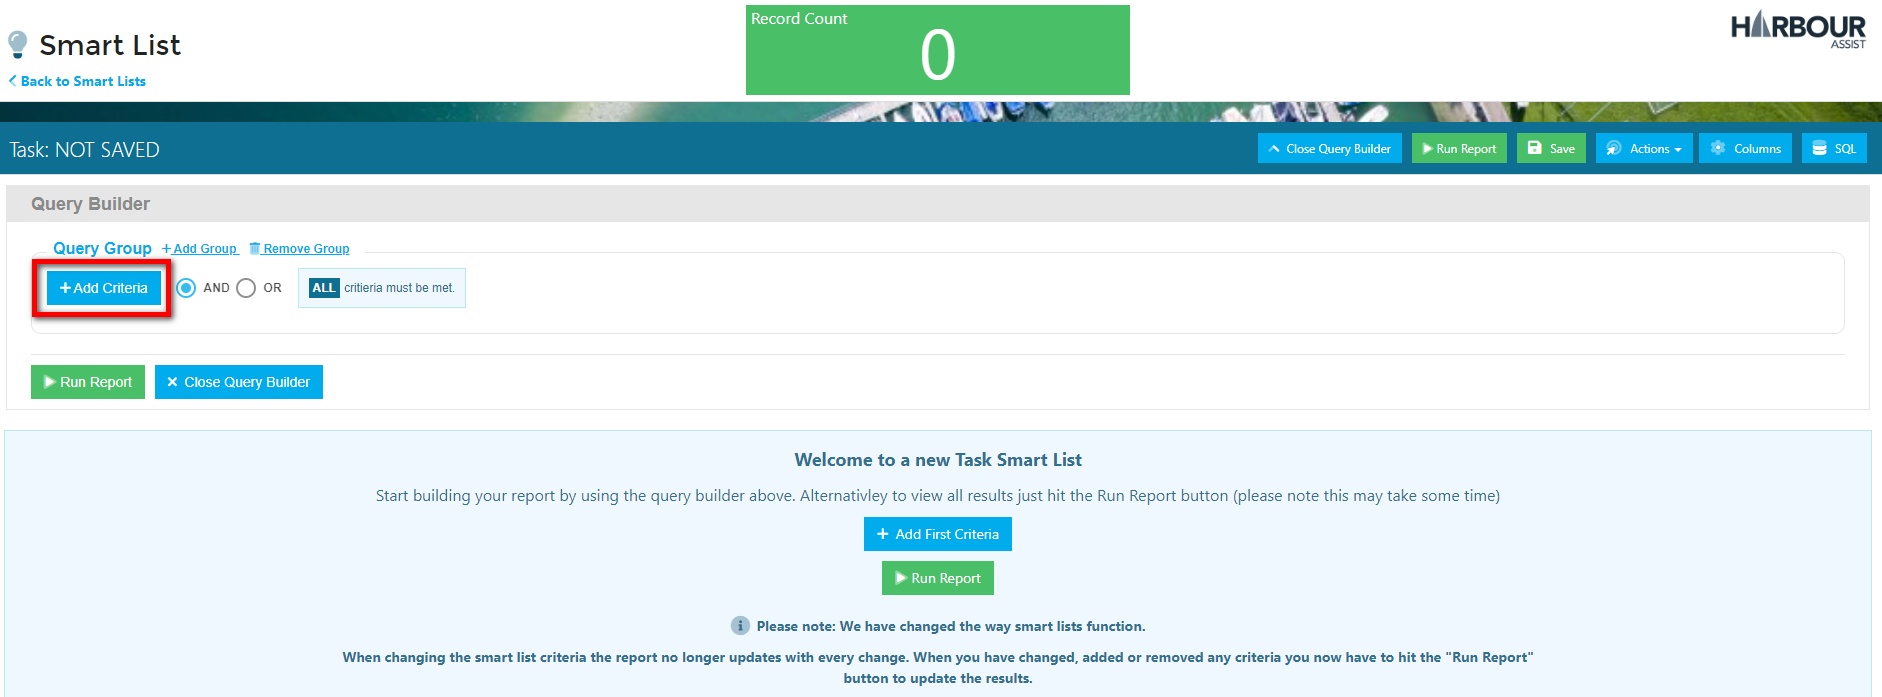 Record Count
0
HARBOUR
ASSIST
Smart List
Back to Smart Lists
Task: NOT SAVED
Close Query Builder
Run Report
Save
Actions
Columns
SQL
Query Builder
Query Group +Add Group Remove Group
+Add Criteria AND OR ALL critieria must be met.
Run Report × Close Query Builder
Welcome to a new Task Smart List
Start building your report by using the query builder above. Alternativley to view all results just hit the Run Report button (please note this may take some time)
+ Add First Criteria
Run Report
i Please note: We have changed the way smart lists function.
When changing the smart list criteria the report no longer updates with every change. When you have changed, added or removed any criteria you now have to hit the "Run Report"
button to update the results.